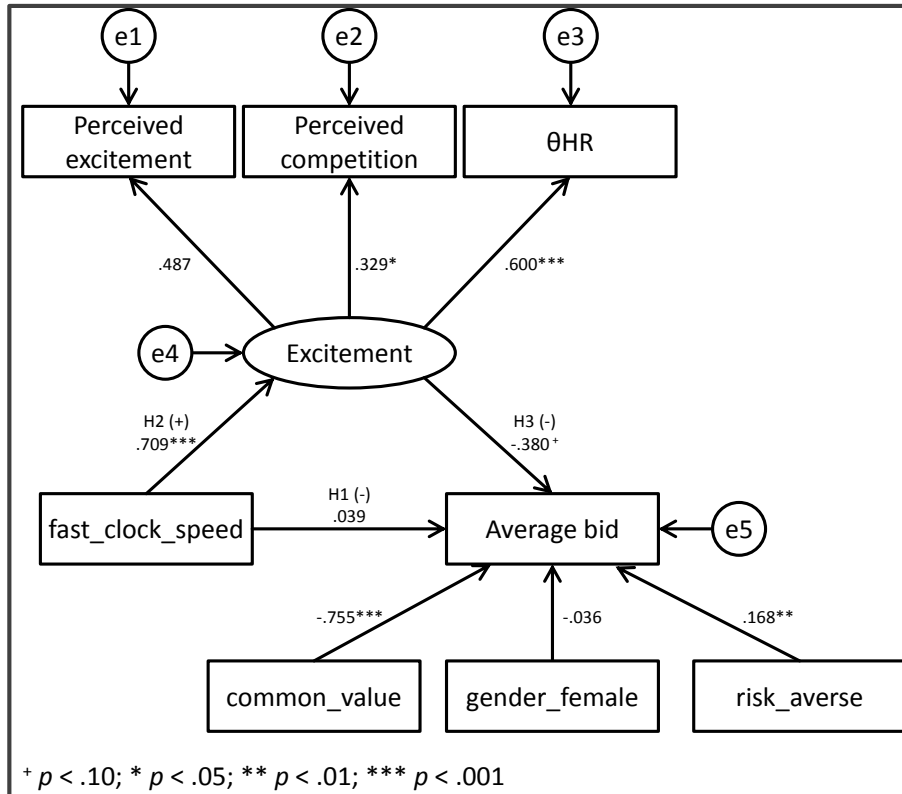 e1
e2
e3
Perceived
excitement
Perceived
competition
θHR
.487
.329*
.600***
e4
Excitement
H2 (+)
.709***
H3 (-)
-.380 +
fast_clock_speed
H1 (-)
.039
Average bid
e5
-.755***
-.036
.168**
common_value
gender_female
risk_averse
+ p < .10; * p < .05; ** p < .01; *** p < .001